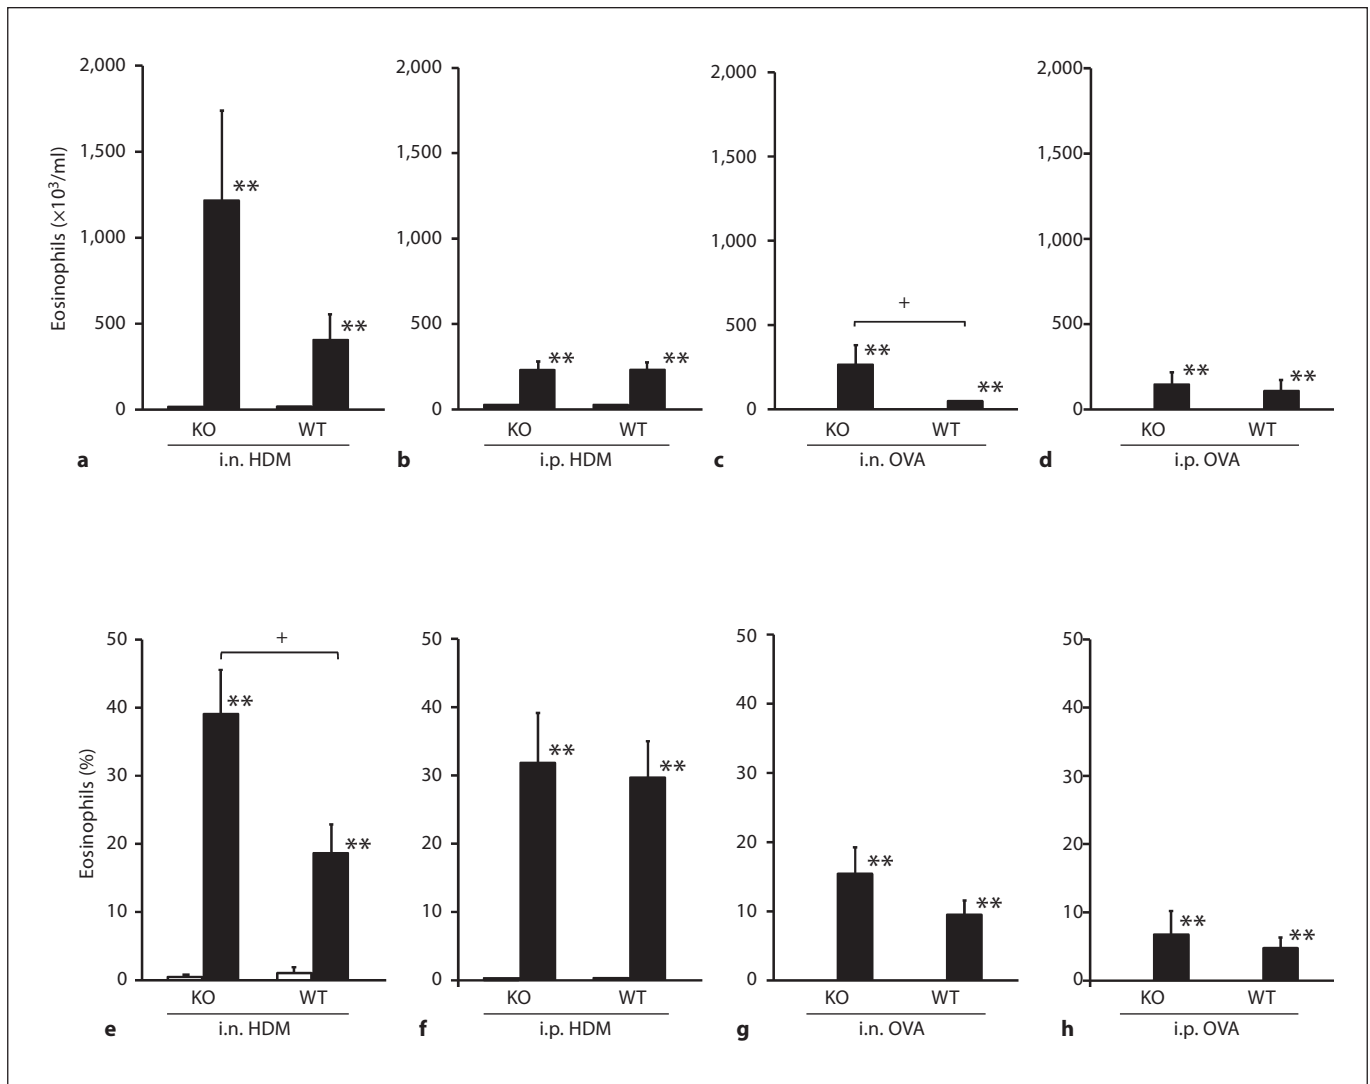 2,000
1,500
1,000
500
0
Eosinophils (×10³/ml)
**
**
KO WT
i.n. HDM
a
2,000
1,500
1,000
500
0
**
**
KO WT
i.p. HDM
b
2,000
1,500
1,000
500
0
+
**
**
KO WT
i.n. OVA
c
2,000
1,500
1,000
500
0
**
**
KO WT
i.p. OVA
d
50
40
30
20
10
0
Eosinophils (%)
+
**
**
KO WT
i.n. HDM
e
50
40
30
20
10
0
**
**
KO WT
i.p. HDM
f
50
40
30
20
10
0
**
**
KO WT
i.n. OVA
g
50
40
30
20
10
0
**
**
KO WT
i.p. OVA
h